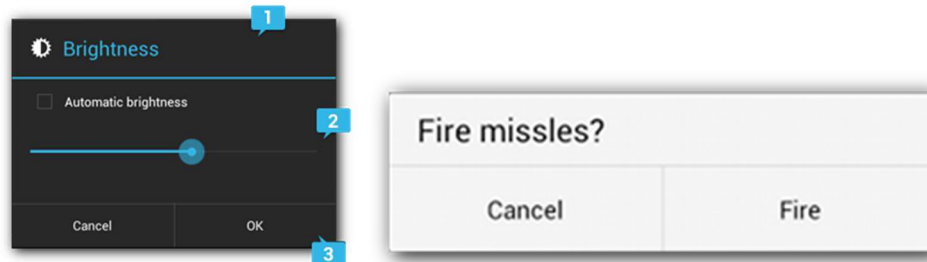 1
Brightness
Automatic brightness
2
Cancel OK
3
Fire missles?
Cancel Fire